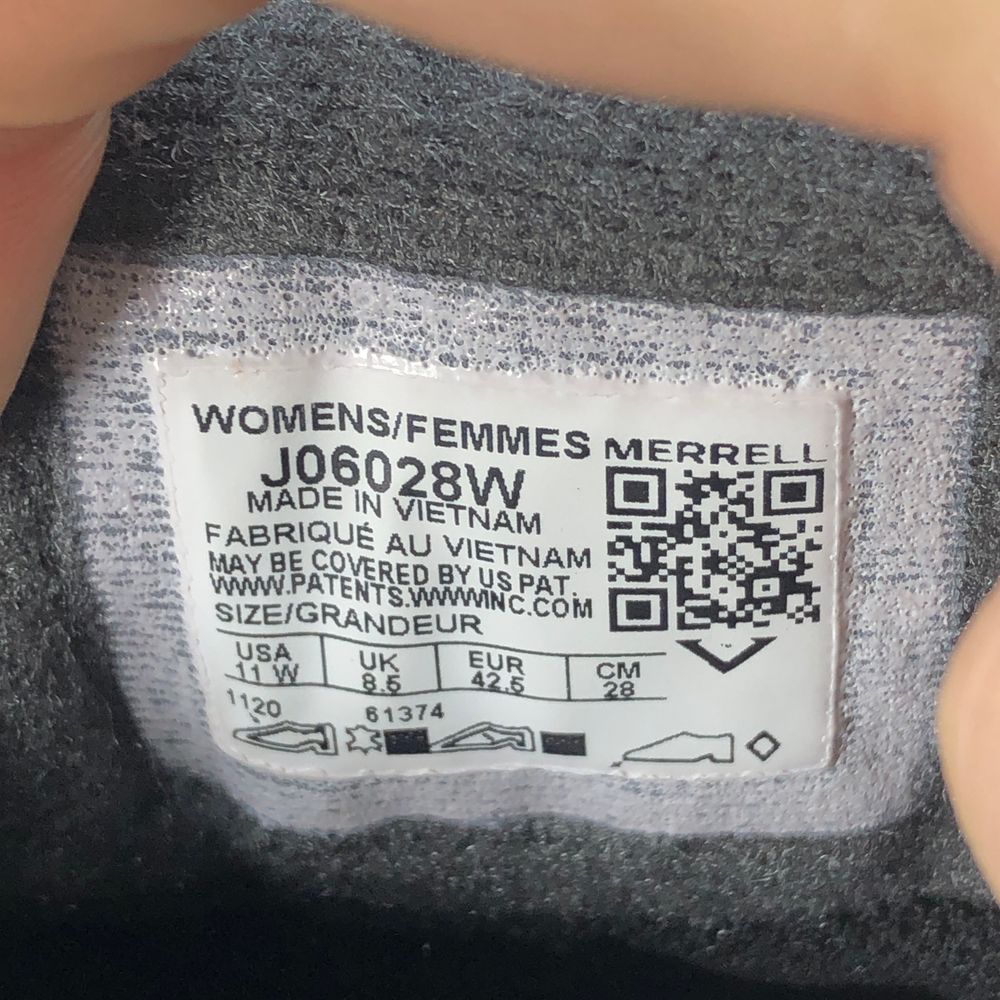 WOMENS/FEMMES
J06028W
MADE IN VIETNAM
FABRIQUÉ AU VIETNAM
MAY BE COVERED BY US PAT.
WWW.PATENTS.WWWINC.COM
SIZE/GRANDEUR
USA UK EUR CM
11 W 8.5 42.5 28
1120 61374
MERRELL
TM